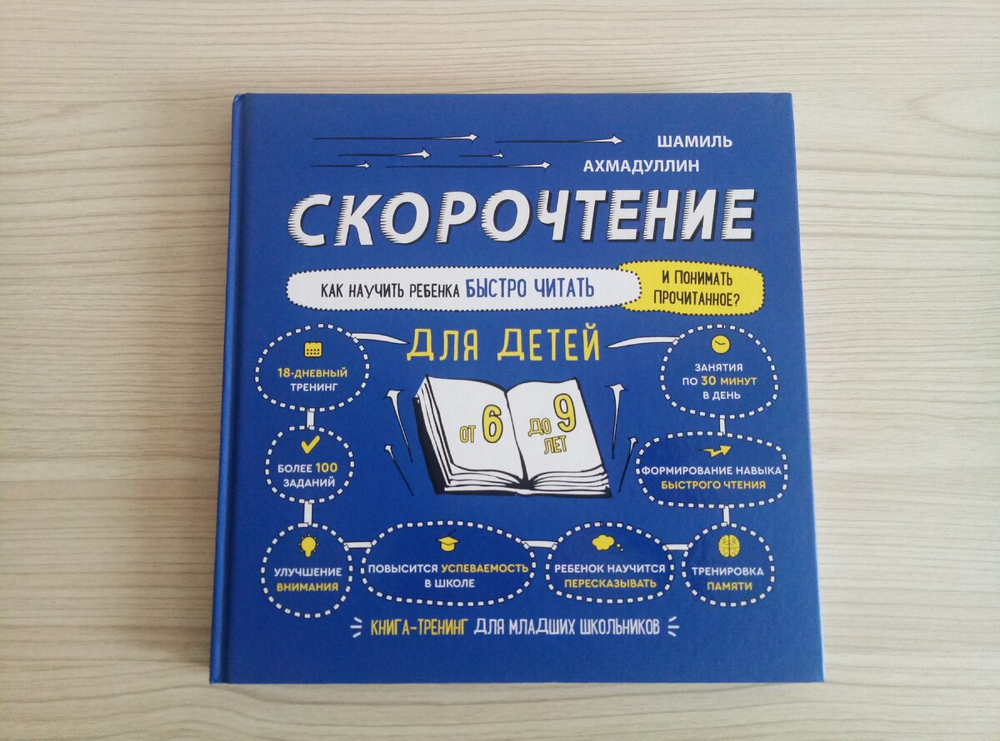 ШАМИЛЬ
АХМАДУЛЛИН
СКОРОЧТЕНИЕ
КАК НАУЧИТЬ РЕБЕНКА БЫСТРО ЧИТАТЬ
И ПОНИМАТЬ
ПРОЧИТАННОЕ?
ДЛЯ ДЕТЕЙ
ОТ 6
ДО 9
ЛЕТ
18-ДНЕВНЫЙ
ТРЕНИНГ
ЗАНЯТИЯ
ПО 30 МИНУТ
В ДЕНЬ
БОЛЕЕ 100
ЗАДАНИЙ
ФОРМИРОВАНИЕ НАВЫКА
БЫСТРОГО ЧТЕНИЯ
УЛУЧШЕНИЕ
ВНИМАНИЯ
ПОВЫСИТСЯ УСПЕВАЕМОСТЬ
В ШКОЛЕ
РЕБЕНОК НАУЧИТСЯ
ПЕРЕСКАЗЫВАТЬ
ТРЕНИРОВКА
ПАМЯТИ
КНИГА-ТРЕНИНГ ДЛЯ МЛАДШИХ ШКОЛЬНИКОВ